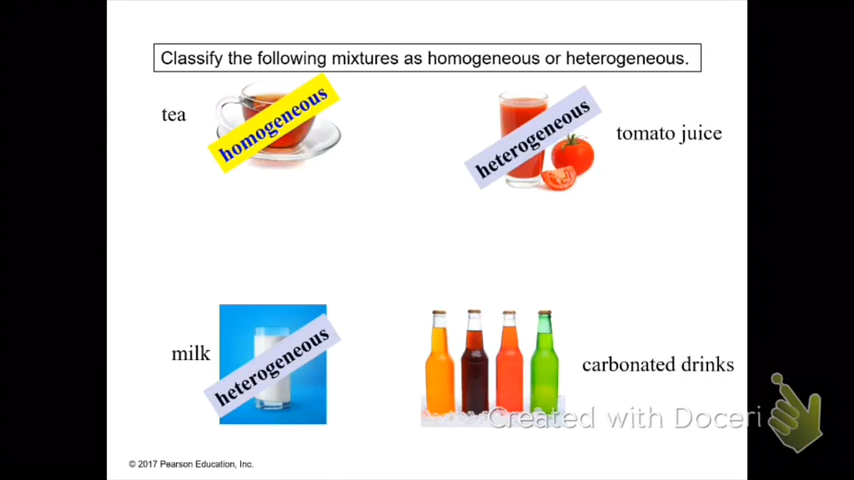 Classify the following mixtures as homogeneous or heterogeneous.
tea
homogeneous
heterogeneous
tomato juice
milk
heterogeneous
carbonated drinks
Created with Doceri
© 2017 Pearson Education, Inc.